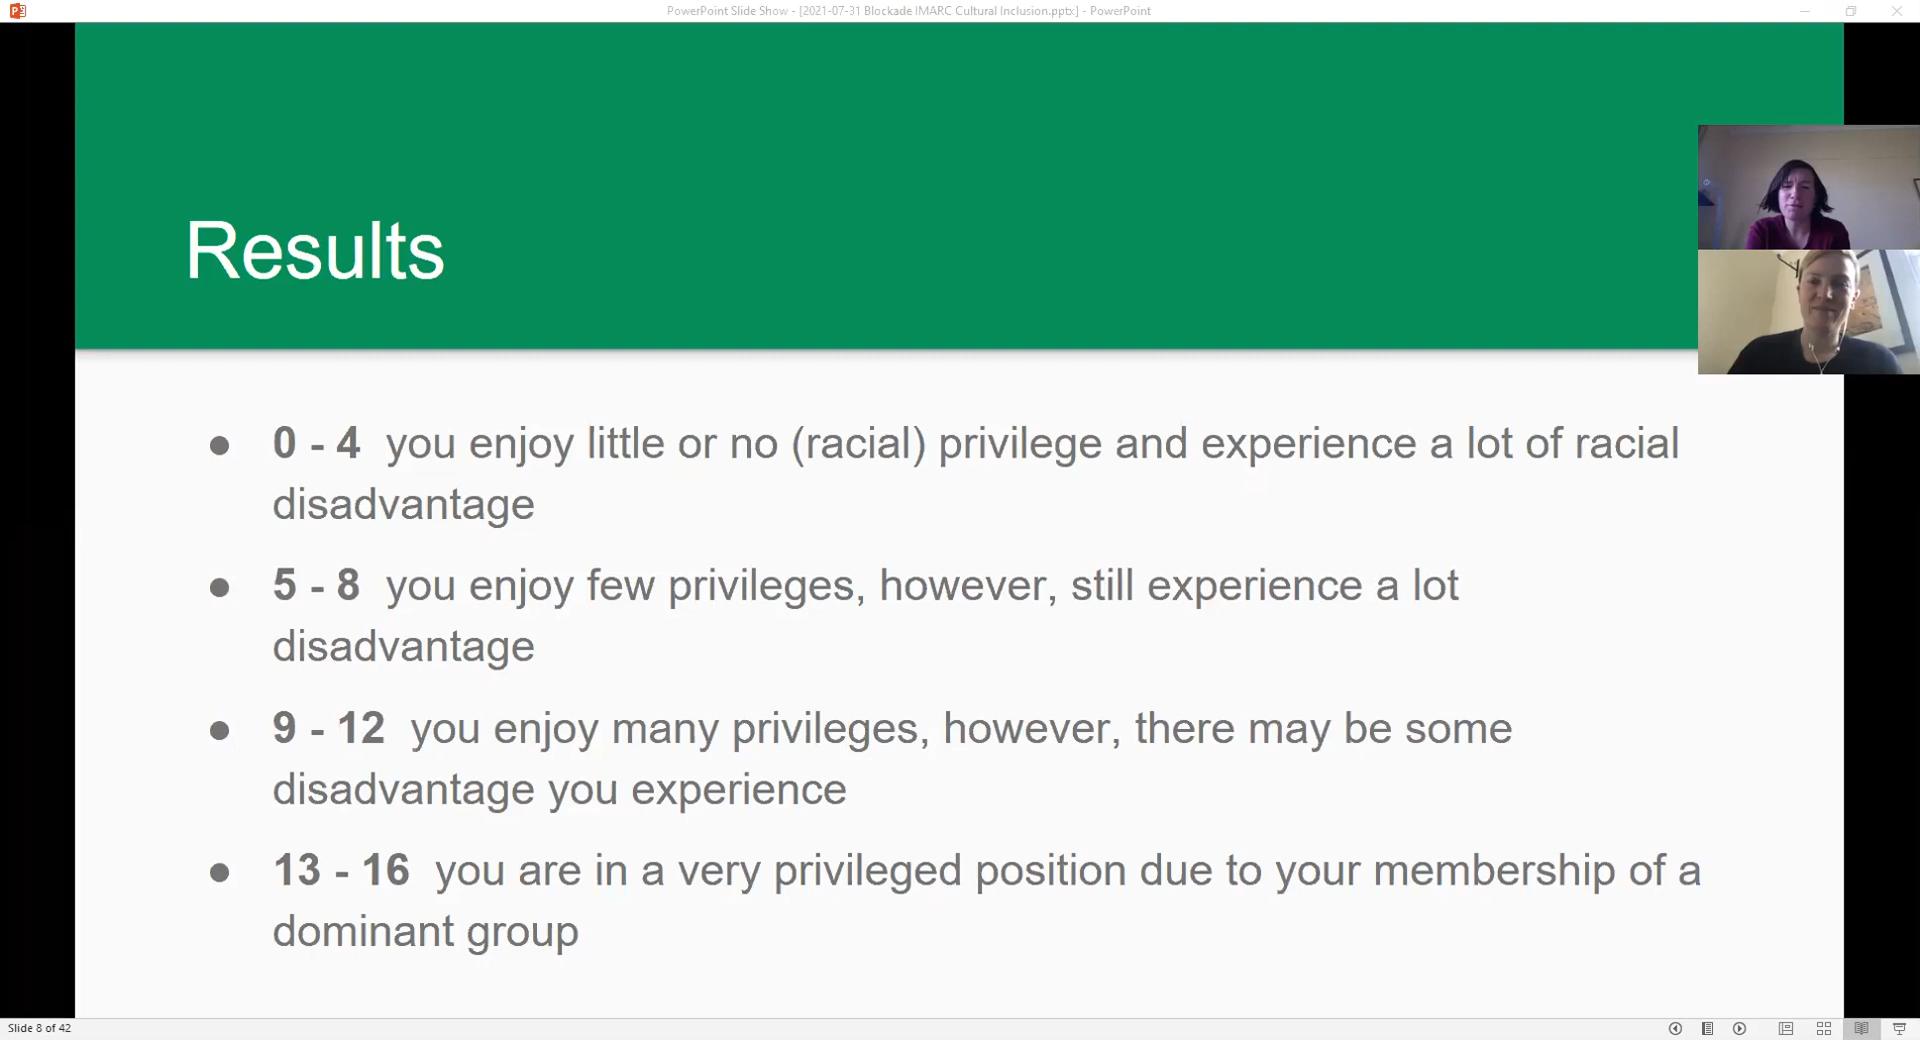 PowerPoint Slide Show - [2021-07-31 Blockade IMARC Cultural Inclusion.pptx] - PowerPoint
Results
● 0 - 4 you enjoy little or no (racial) privilege and experience a lot of racial
disadvantage
● 5 - 8 you enjoy few privileges, however, still experience a lot
disadvantage
● 9 - 12 you enjoy many privileges, however, there may be some
disadvantage you experience
● 13 - 16 you are in a very privileged position due to your membership of a
dominant group
Slide 8 of 42